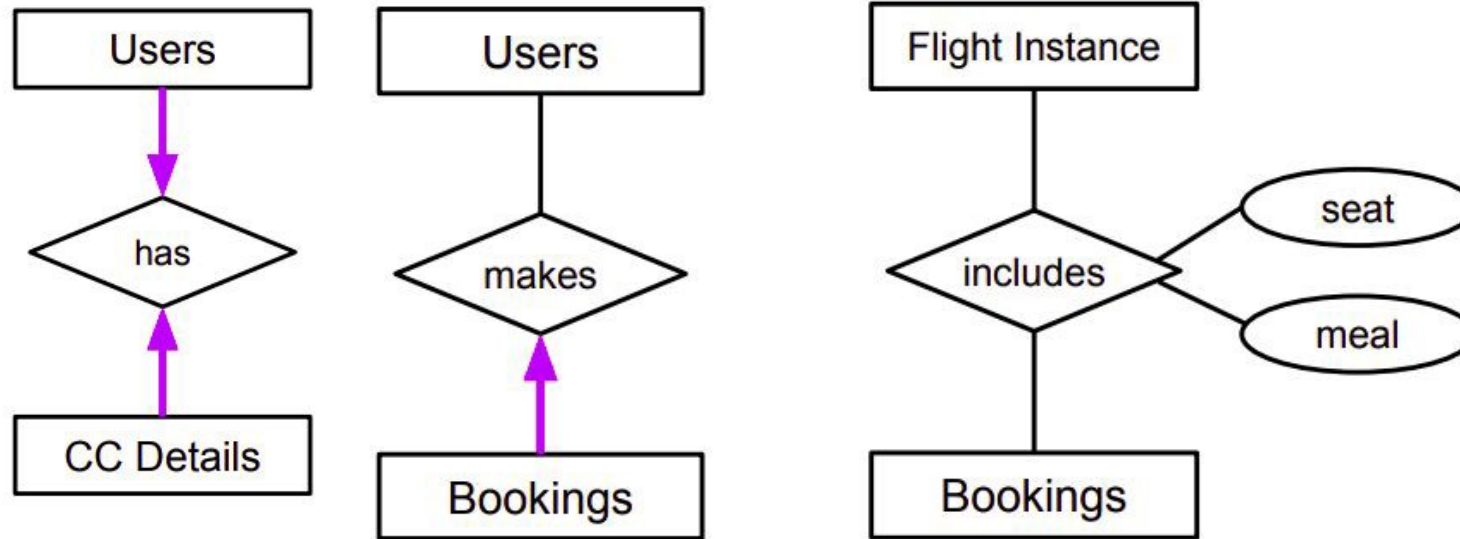 Users
has
CC Details
Users
makes
Bookings
Flight Instance
includes
seat
meal
Bookings